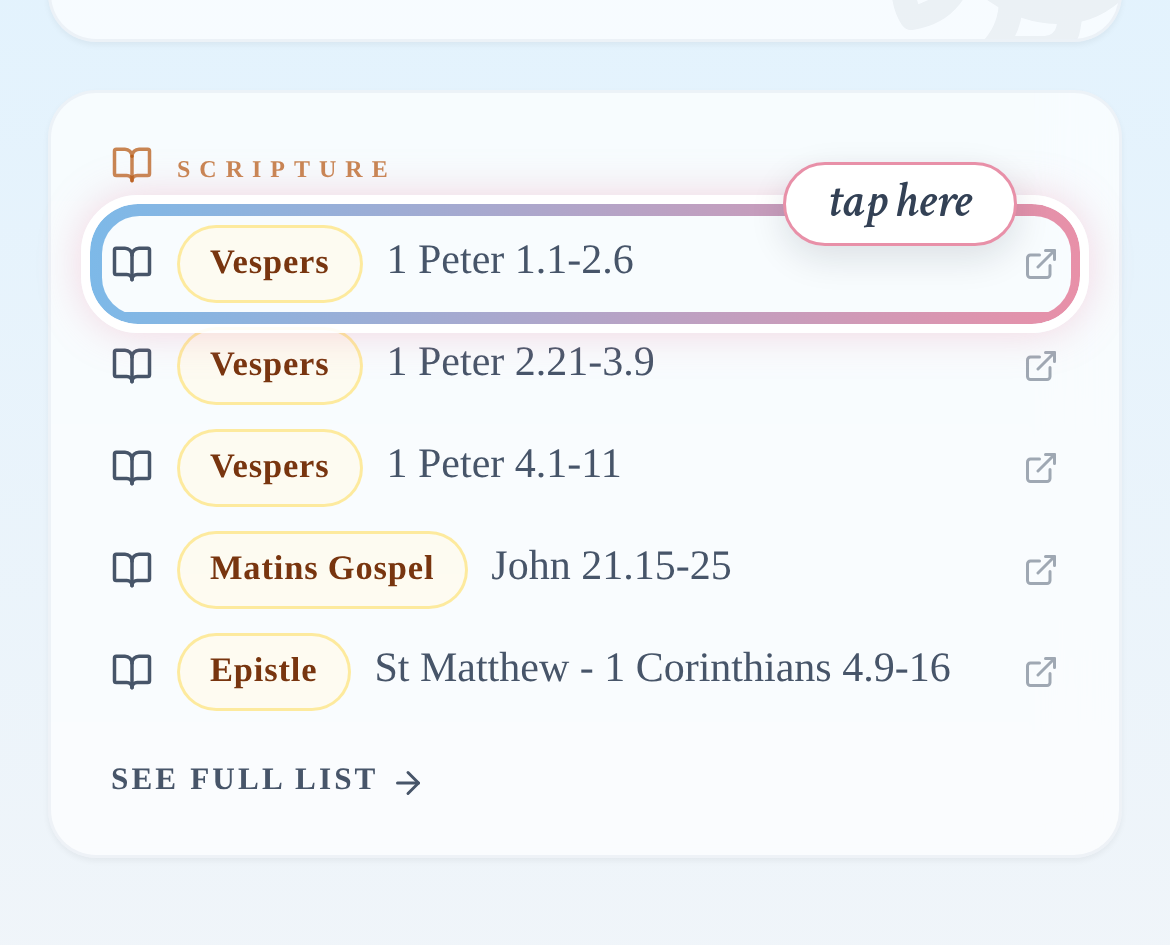 SCRIPTURE
tap here
Vespers 1 Peter 1.1-2.6
Vespers 1 Peter 2.21-3.9
Vespers 1 Peter 4.1-11
Matins Gospel John 21.15-25
Epistle St Matthew - 1 Corinthians 4.9-16
SEE FULL LIST →